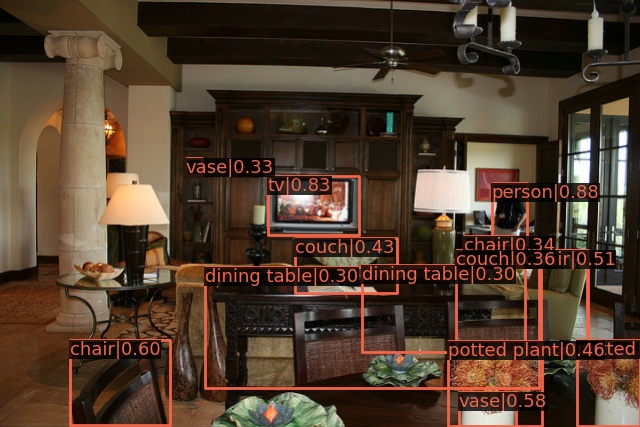 vase|0.33
tv|0.83
person|0.88
couch|0.43
chair|0.34
couch|0.36ir|0.51
dining table|0.30
dining table|0.30
chair|0.60
potted plant|0.46
ted
vase|0.58